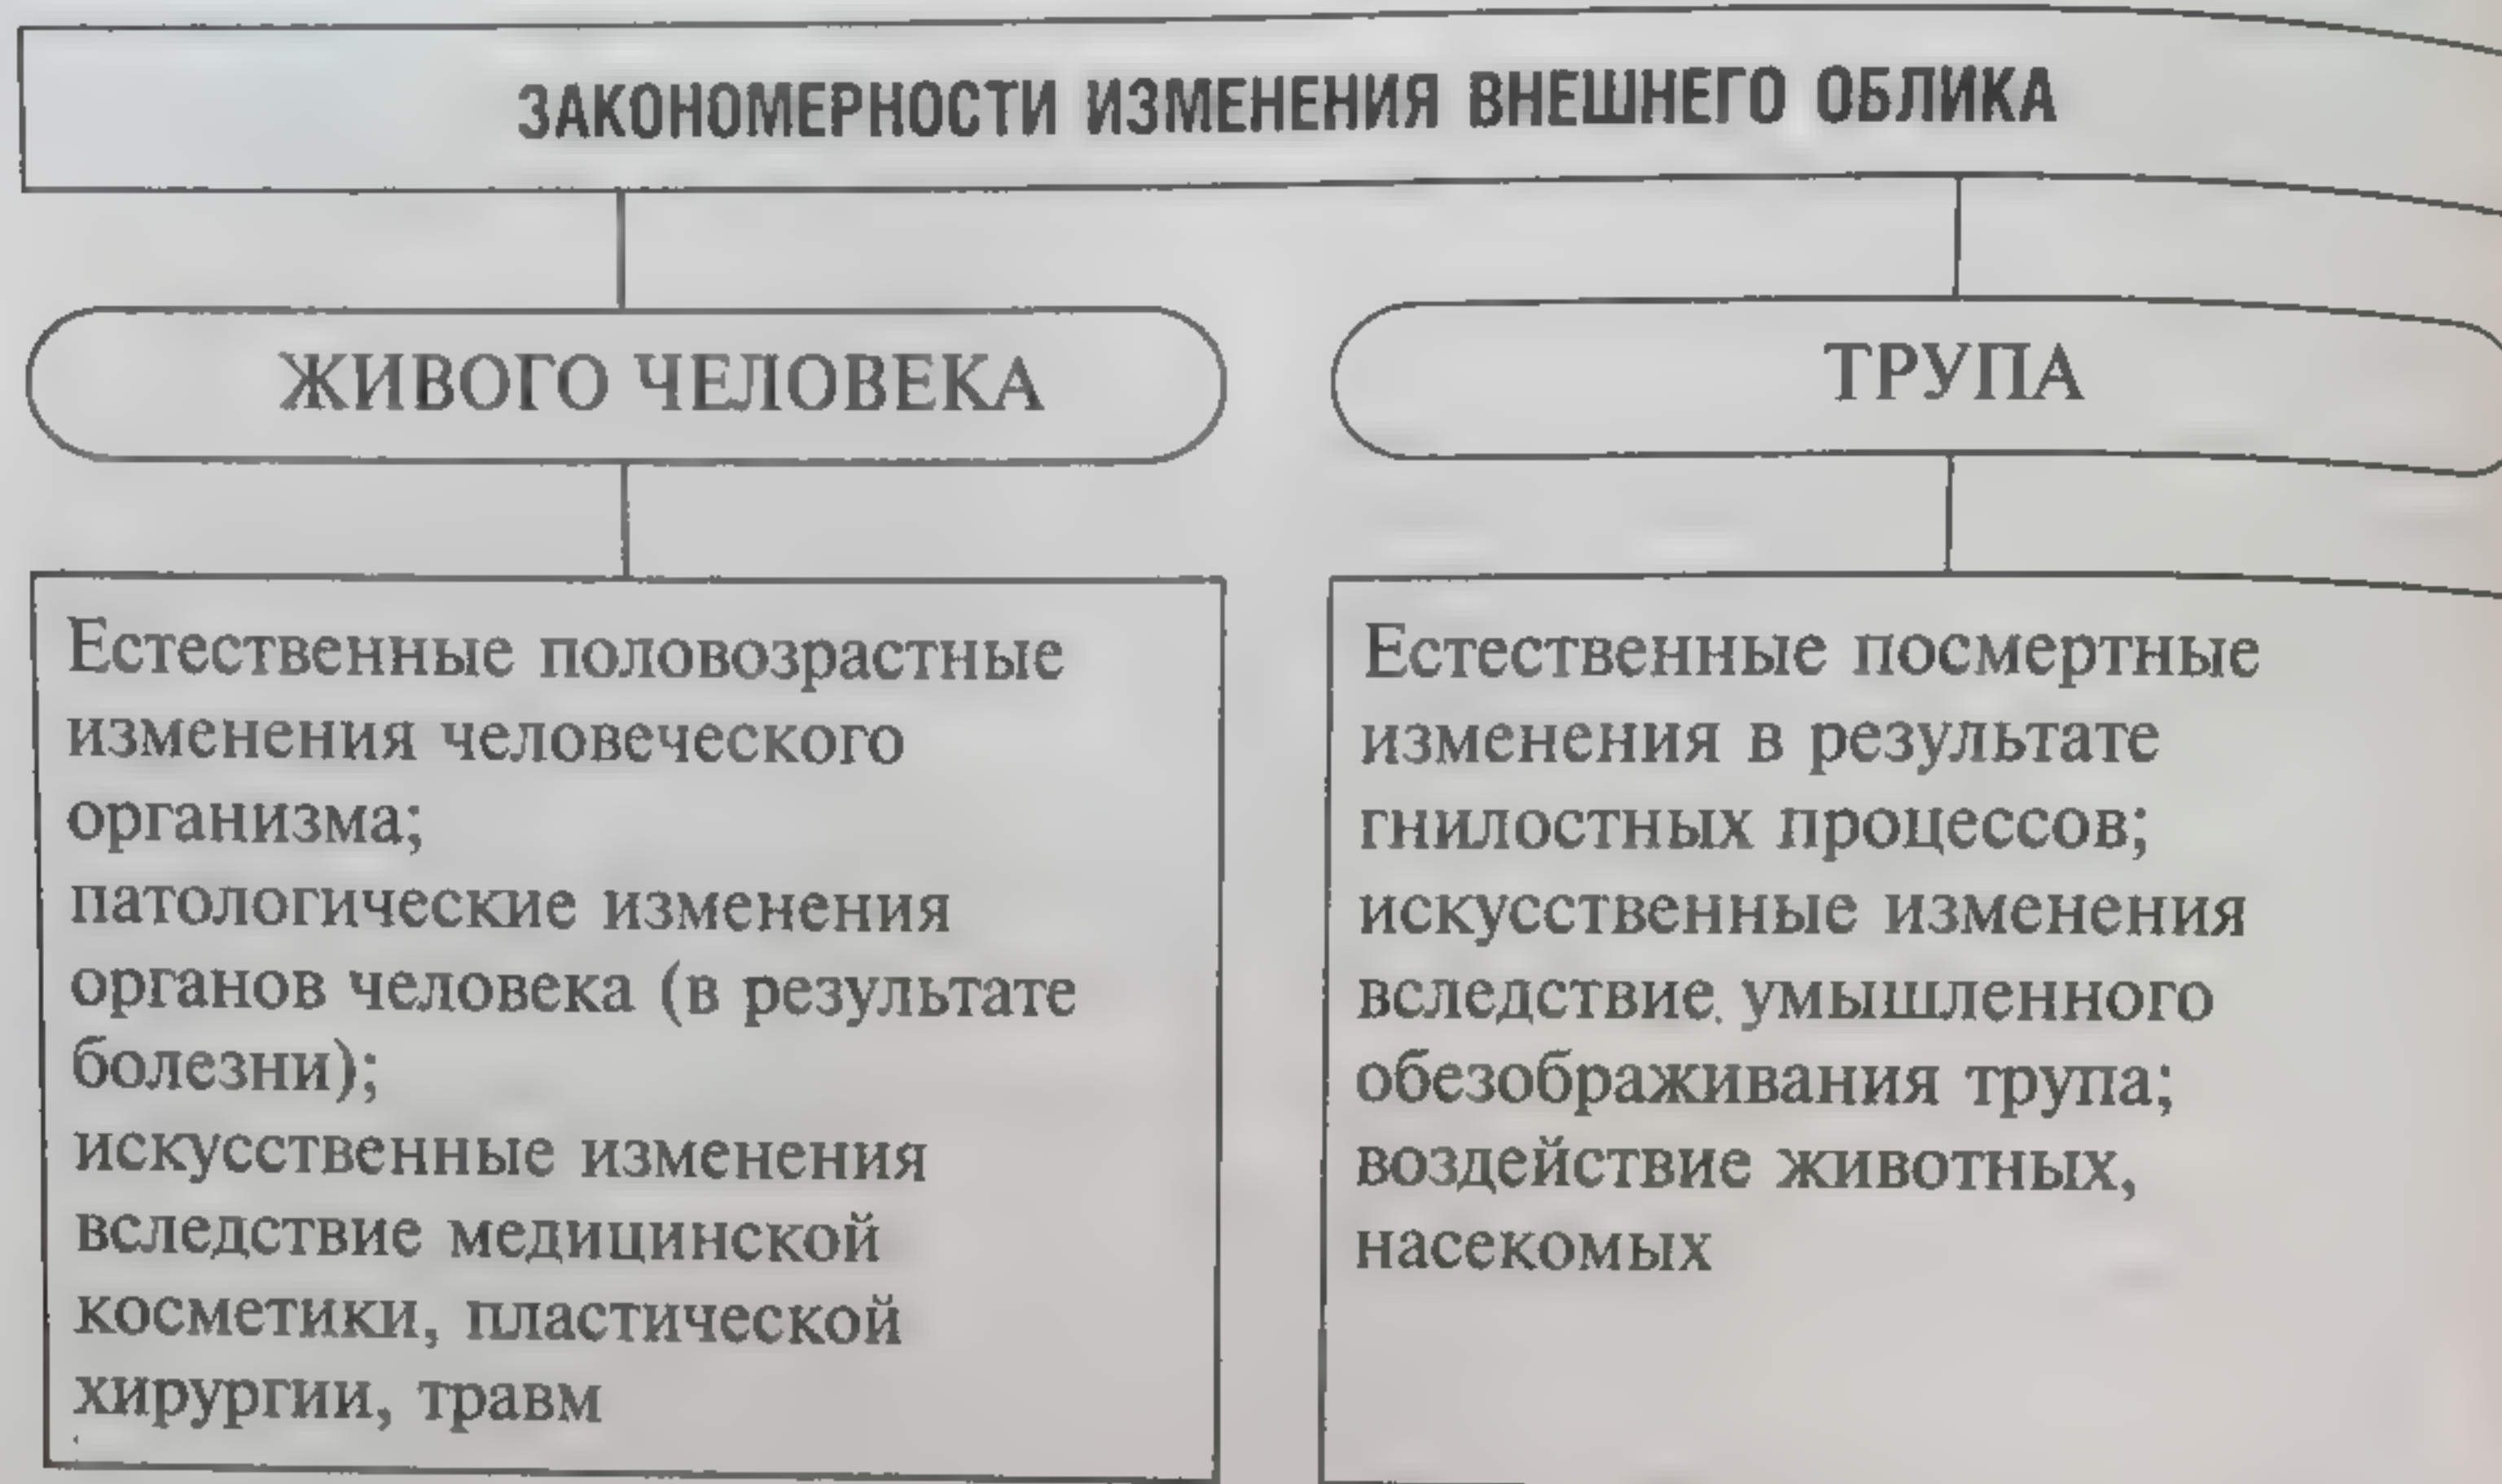 ЗАКОНОМЕРНОСТИ ИЗМЕНЕНИЯ ВНЕШНЕГО ОБЛИКА
ЖИВОГО ЧЕЛОВЕКА
Естественные половозрастные
изменения человеческого
организма;
патологические изменения
органов человека (в результате
болезни);
искусственные изменения
вследствие медицинской
косметики, пластической
хирургии, травм
ТРУПА
Естественные посмертные
изменения в результате
гнилостных процессов;
искусственные изменения
вследствие умышленного
обезображивания трупа;
воздействие животных,
насекомых